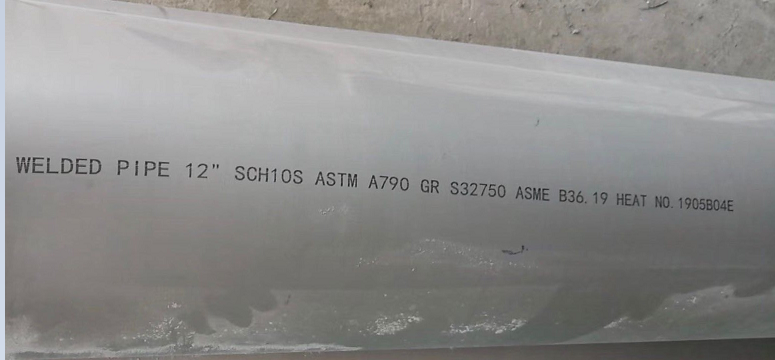 WELDED PIPE 12" SCH10S ASTM A790 GR S32750 ASME B36.19 HEAT NO.1905B04E